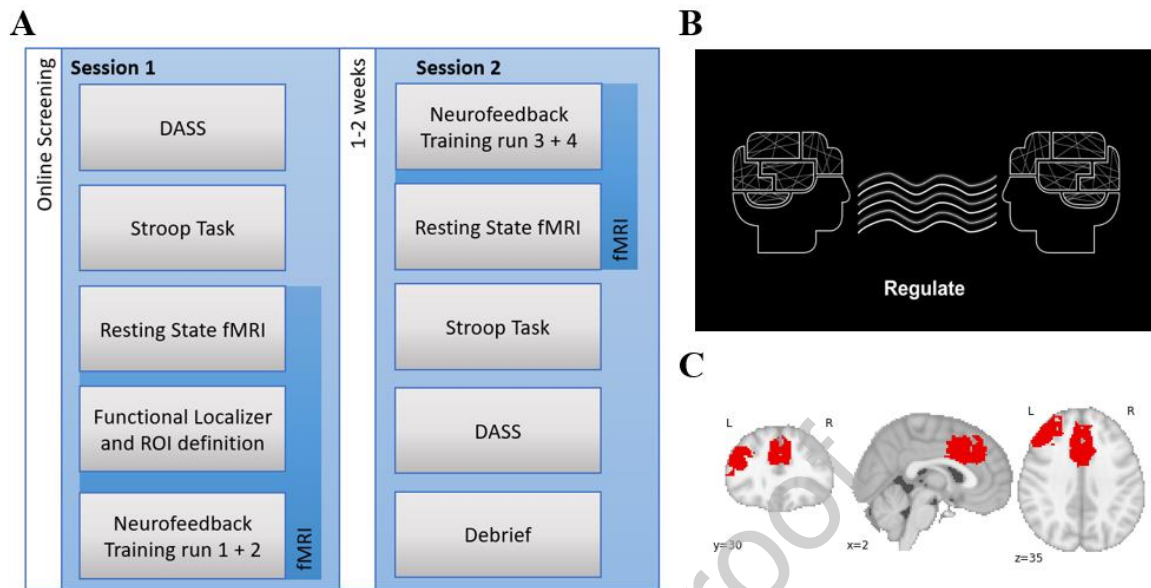 A
Online Screening
Session 1
DASS
Stroop Task
Resting State fMRI
Functional Localizer
and ROI definition
Neurofeedback
Training run 1 + 2
fMRI
1-2 weeks
Session 2
Neurofeedback
Training run 3 + 4
Resting State fMRI
fMRI
Stroop Task
DASS
Debrief
B
Regulate
C
L
R
y=30
x=2
L
R
z=35
roof